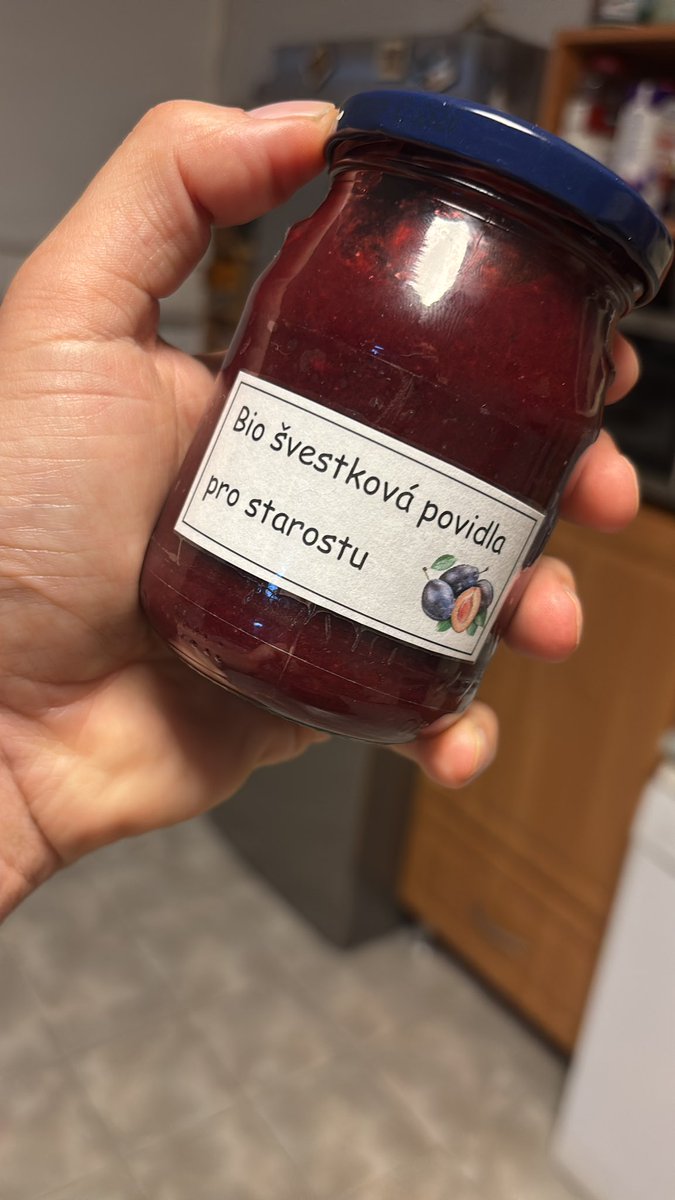 Bio švestková povidla
pro starostu